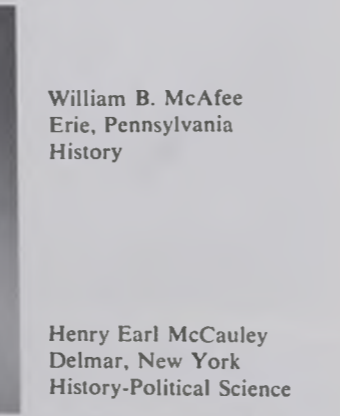 William B. McAfee
Erie, Pennsylvania
History
Henry Earl McCauley
Delmar, New York
History-Political Science